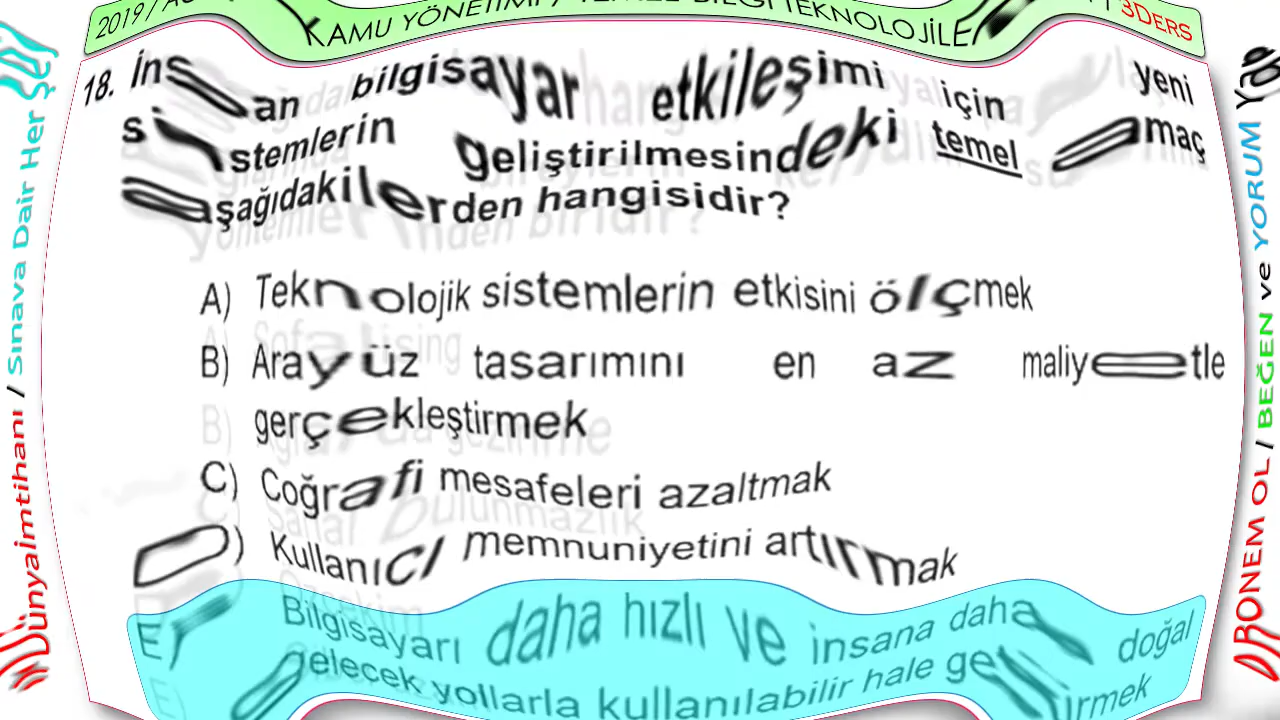 KAMU YÖNETİMİ / TEMEL BİLGİ TEKNOLOJİLE
3DERS
18. İnsan bilgisayar etkileşimi için yeni
sistemlerin geliştirilmesindeki temel amaç
aşağıdakilerden hangisidir?
A) Teknolojik sistemlerin etkisini ölçmek
B) Arayüz tasarımını en az maliyetle
gerçekleştirmek
C) Coğrafi mesafeleri azaltmak
D) Kullanıcı memnuniyetini artırmak
E) Bilgisayarı daha hızlı ve insana daha doğal
gelecek yollarla kullanılabilir hale getirmek
Dünyaimtihanı / Sınava Dair Her Şey
ABONEM OL / BEĞEN ve YORUM Yap